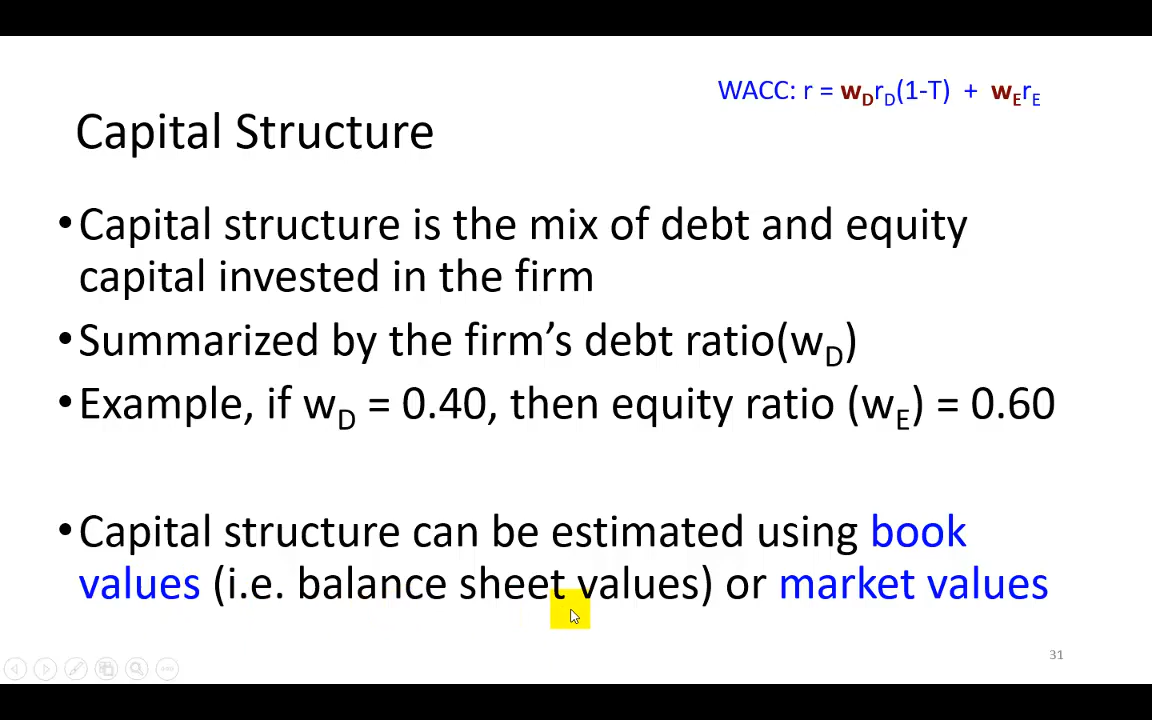 WACC: r = wDrD(1-T) + wErE
Capital Structure
•Capital structure is the mix of debt and equity
capital invested in the firm
•Summarized by the firm’s debt ratio(wD)
•Example, if wD = 0.40, then equity ratio (wE) = 0.60
•Capital structure can be estimated using book
values (i.e. balance sheet values) or market values
31